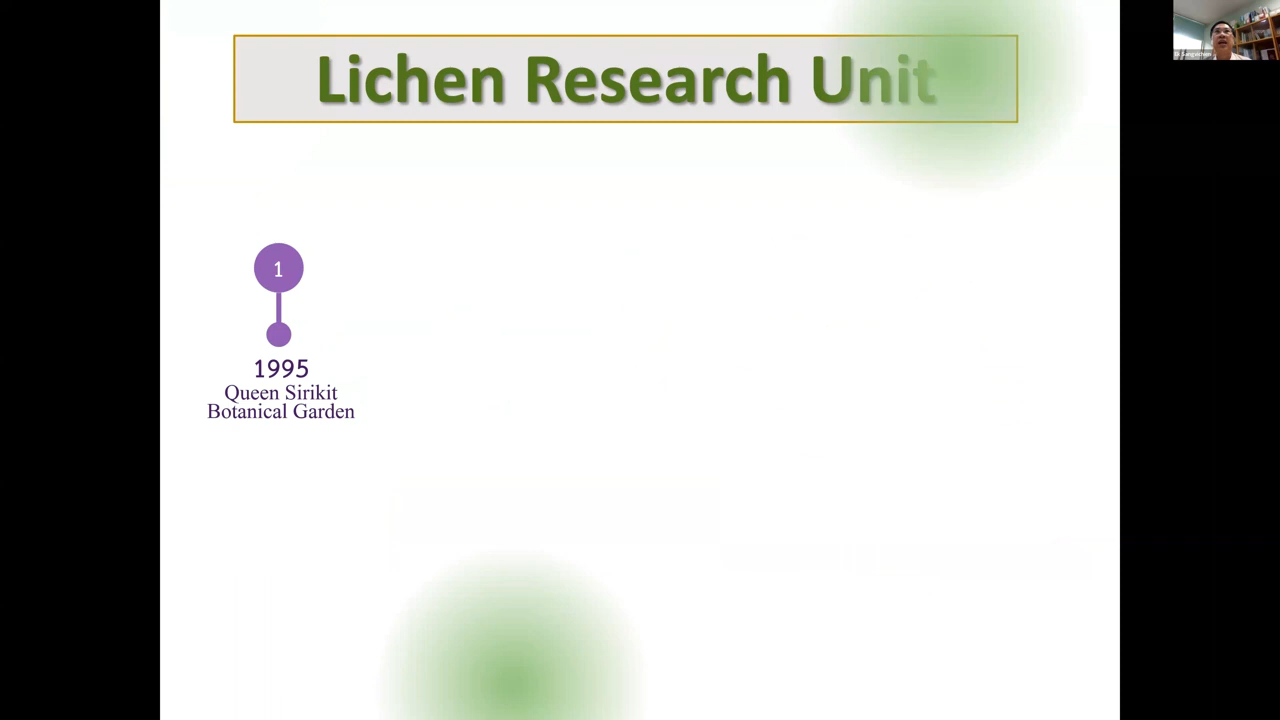 Lichen Research Unit
1
1995
Queen Sirikit
Botanical Garden